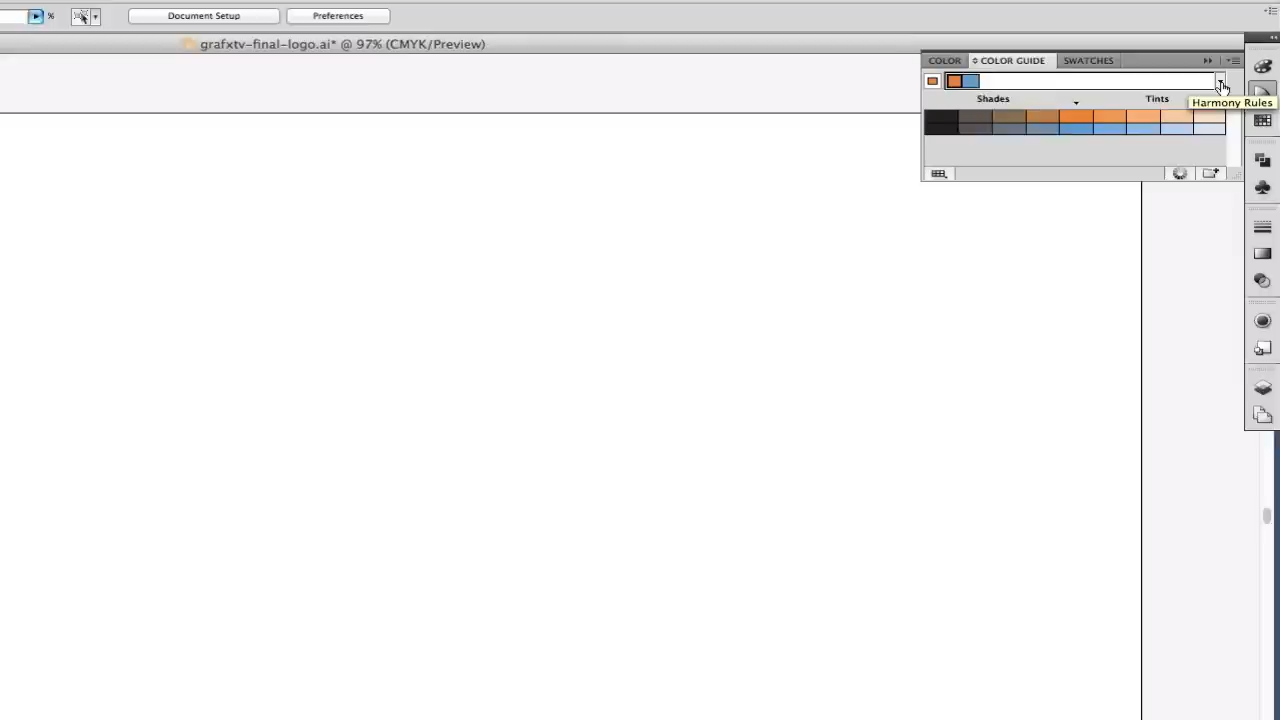 % Document Setup Preferences
grafxtv-final-logo.ai* @ 97% (CMYK/Preview)
COLOR COLOR GUIDE SWATCHES
Shades Tints Harmony Rules